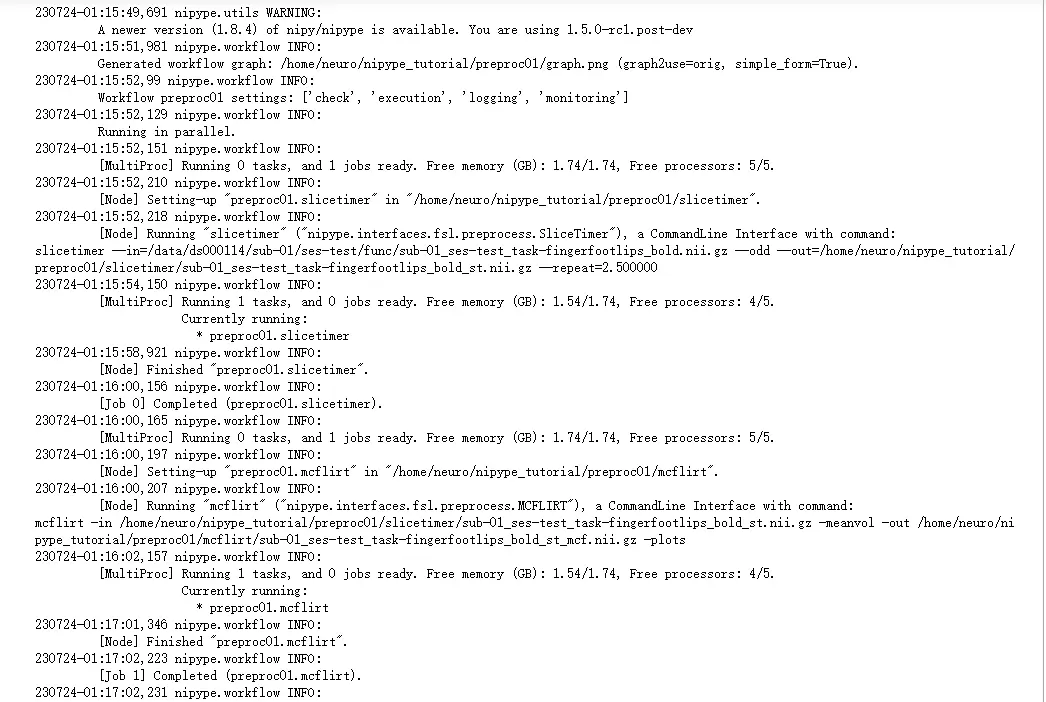 230724-01:15:49,691 nipype.utils WARNING:
A newer version (1.8.4) of nipy/nipype is available. You are using 1.5.0-rc1.post-dev
230724-01:15:51,981 nipype.workflow INFO:
Generated workflow graph: /home/neuro/nipype_tutorial/preproc01/graph.png (graph2use=orig, simple_form=True).
230724-01:15:52,99 nipype.workflow INFO:
Workflow preproc01 settings: ['check', 'execution', 'logging', 'monitoring']
230724-01:15:52,129 nipype.workflow INFO:
Running in parallel.
230724-01:15:52,151 nipype.workflow INFO:
[MultiProc] Running 0 tasks, and 1 jobs ready. Free memory (GB): 1.74/1.74, Free processors: 5/5.
230724-01:15:52,210 nipype.workflow INFO:
[Node] Setting-up "preproc01.slicetimer" in "/home/neuro/nipype_tutorial/preproc01/slicetimer".
230724-01:15:52,218 nipype.workflow INFO:
[Node] Running "slicetimer" ("nipype.interfaces.fsl.preprocess.SliceTimer"), a CommandLine Interface with command:
slicetimer --in=/data/ds000114/sub-01/ses-test/func/sub-01_ses-test_task-fingerfootlips_bold.nii.gz --odd --out=/home/neuro/nipype_tutorial/
preproc01/slicetimer/sub-01_ses-test_task-fingerfootlips_bold_st.nii.gz --repeat=2.500000
230724-01:15:54,150 nipype.workflow INFO:
[MultiProc] Running 1 tasks, and 0 jobs ready. Free memory (GB): 1.54/1.74, Free processors: 4/5.
Currently running:
* preproc01.slicetimer
230724-01:15:58,921 nipype.workflow INFO:
[Node] Finished "preproc01.slicetimer".
230724-01:16:00,156 nipype.workflow INFO:
[Job 0] Completed (preproc01.slicetimer).
230724-01:16:00,165 nipype.workflow INFO:
[MultiProc] Running 0 tasks, and 1 jobs ready. Free memory (GB): 1.74/1.74, Free processors: 5/5.
230724-01:16:00,197 nipype.workflow INFO:
[Node] Setting-up "preproc01.mcflirt" in "/home/neuro/nipype_tutorial/preproc01/mcflirt".
230724-01:16:00,207 nipype.workflow INFO:
[Node] Running "mcflirt" ("nipype.interfaces.fsl.preprocess.MCFLIRT"), a CommandLine Interface with command:
mcflirt -in /home/neuro/nipype_tutorial/preproc01/slicetimer/sub-01_ses-test_task-fingerfootlips_bold_st.nii.gz -meanvol -out /home/neuro/ni
pype_tutorial/preproc01/mcflirt/sub-01_ses-test_task-fingerfootlips_bold_st_mcf.nii.gz -plots
230724-01:16:02,157 nipype.workflow INFO:
[MultiProc] Running 1 tasks, and 0 jobs ready. Free memory (GB): 1.54/1.74, Free processors: 4/5.
Currently running:
* preproc01.mcflirt
230724-01:17:01,346 nipype.workflow INFO:
[Node] Finished "preproc01.mcflirt".
230724-01:17:02,223 nipype.workflow INFO:
[Job 1] Completed (preproc01.mcflirt).
230724-01:17:02,231 nipype.workflow INFO: